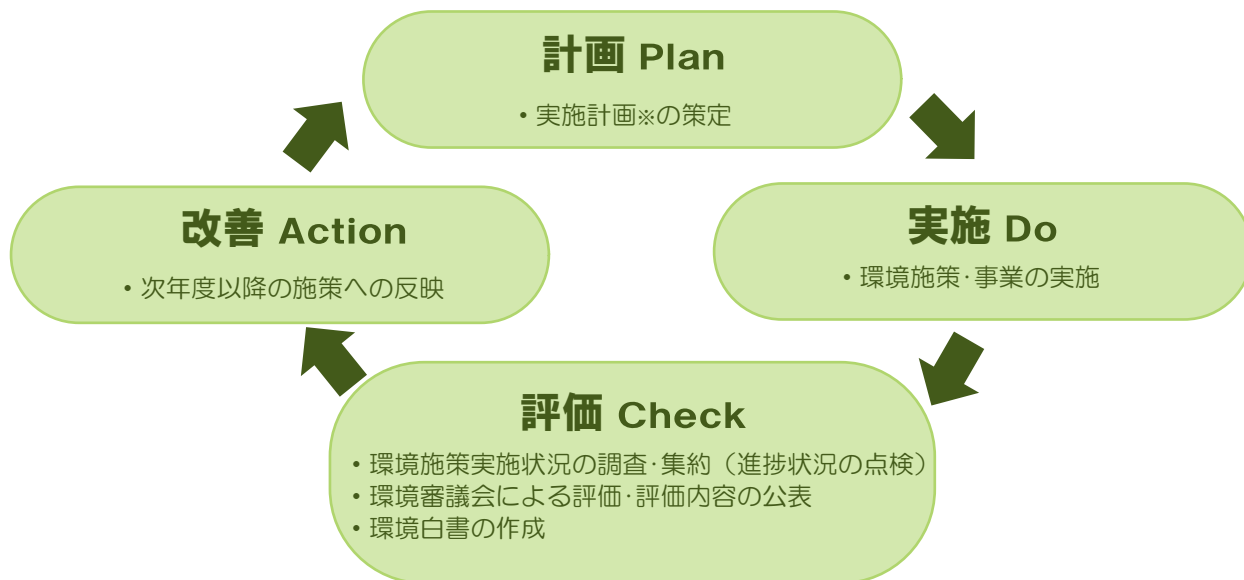 計画 Plan
・実施計画※の策定
改善 Action
・次年度以降の施策への反映
実施 Do
・環境施策・事業の実施
評価 Check
・環境施策実施状況の調査・集約（進捗状況の点検）
・環境審議会による評価・評価内容の公表
・環境白書の作成